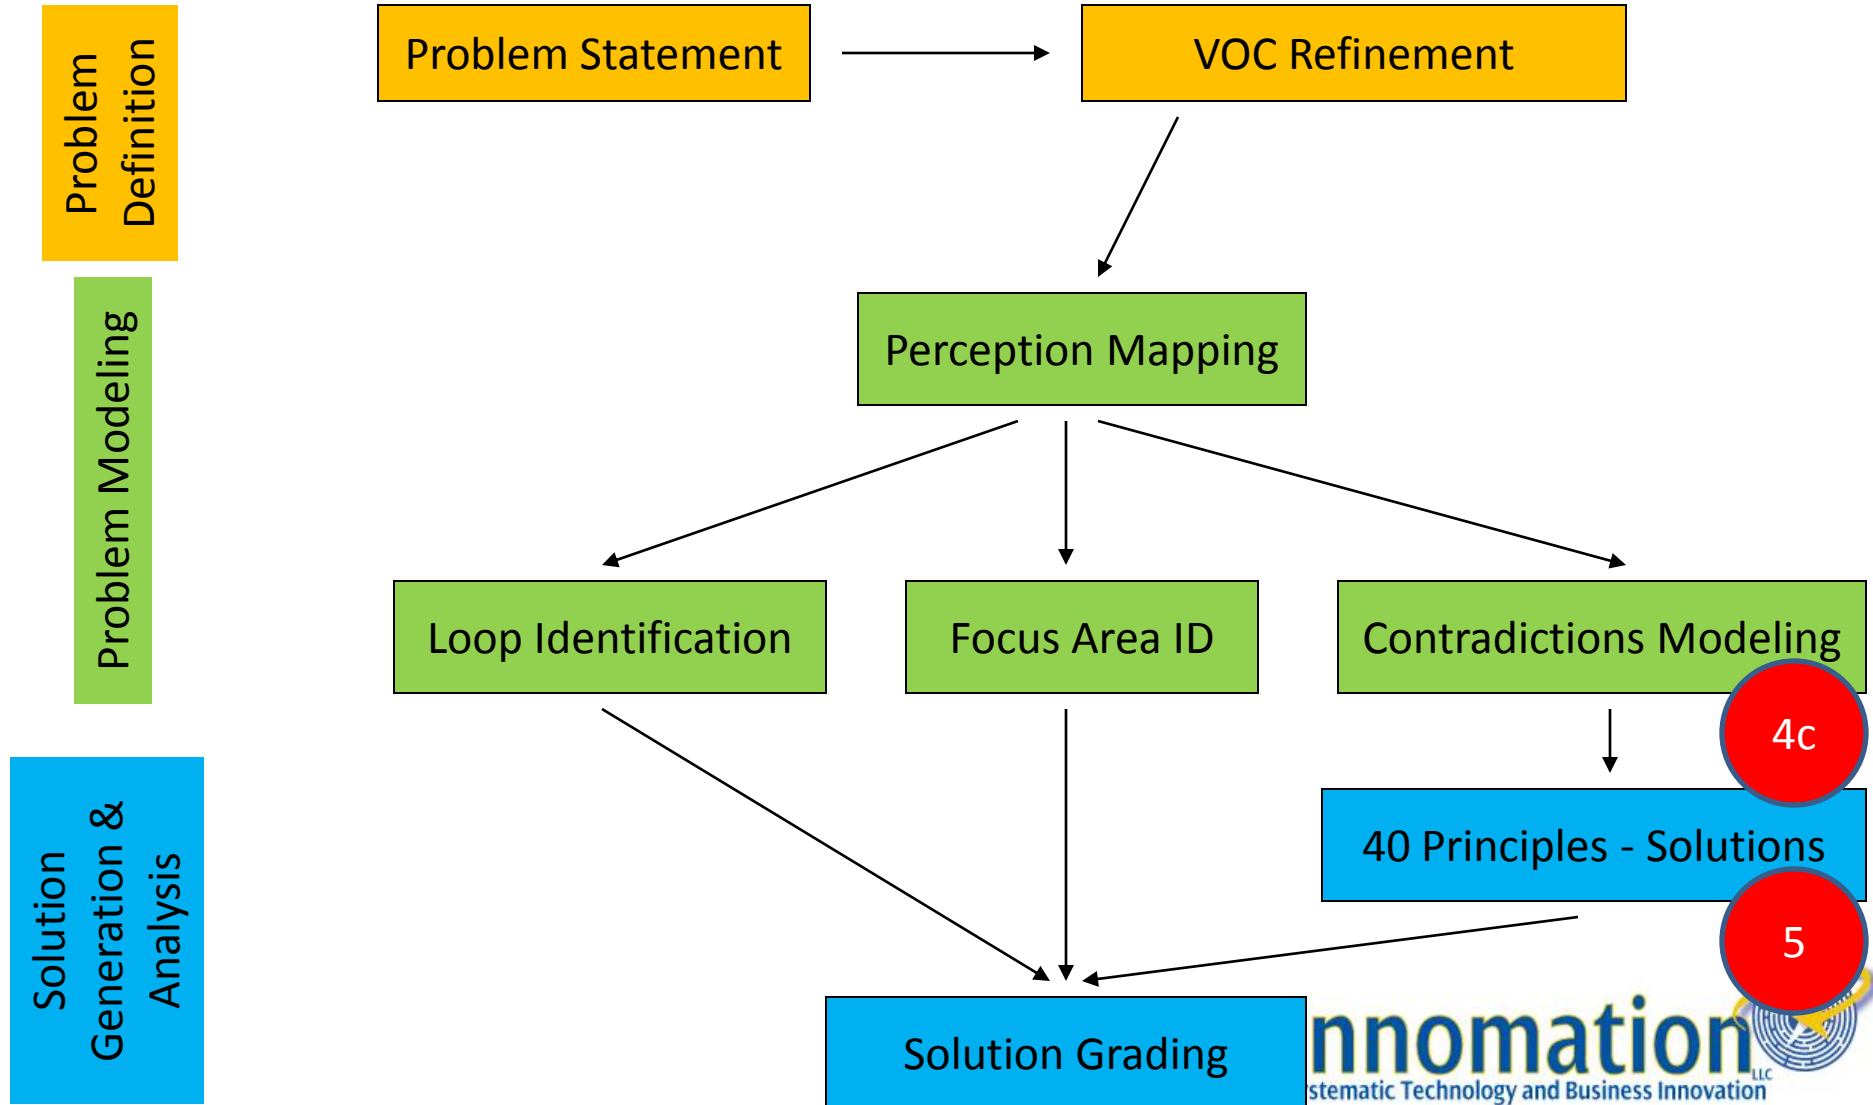 Problem
Definition
Problem Statement
VOC Refinement
Problem Modeling
Perception Mapping
Loop Identification
Focus Area ID
Contradictions Modeling
4c
Solution
Generation &
Analysis
40 Principles - Solutions
5
Solution Grading
nnomation
LLC
stematic Technology and Business Innovation